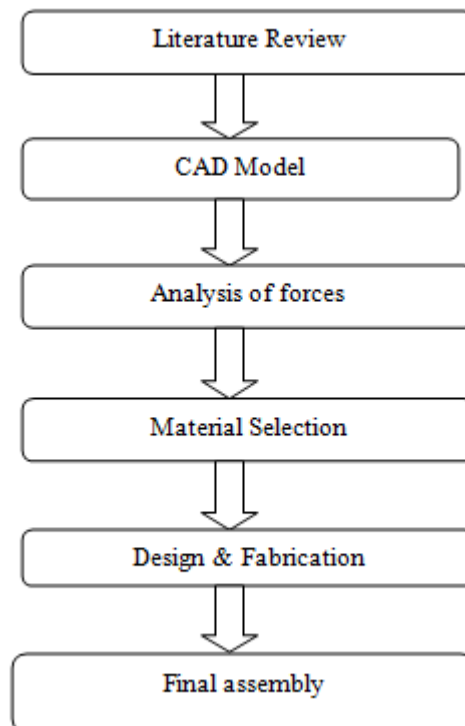 Literature Review
CAD Model
Analysis of forces
Material Selection
Design & Fabrication
Final assembly